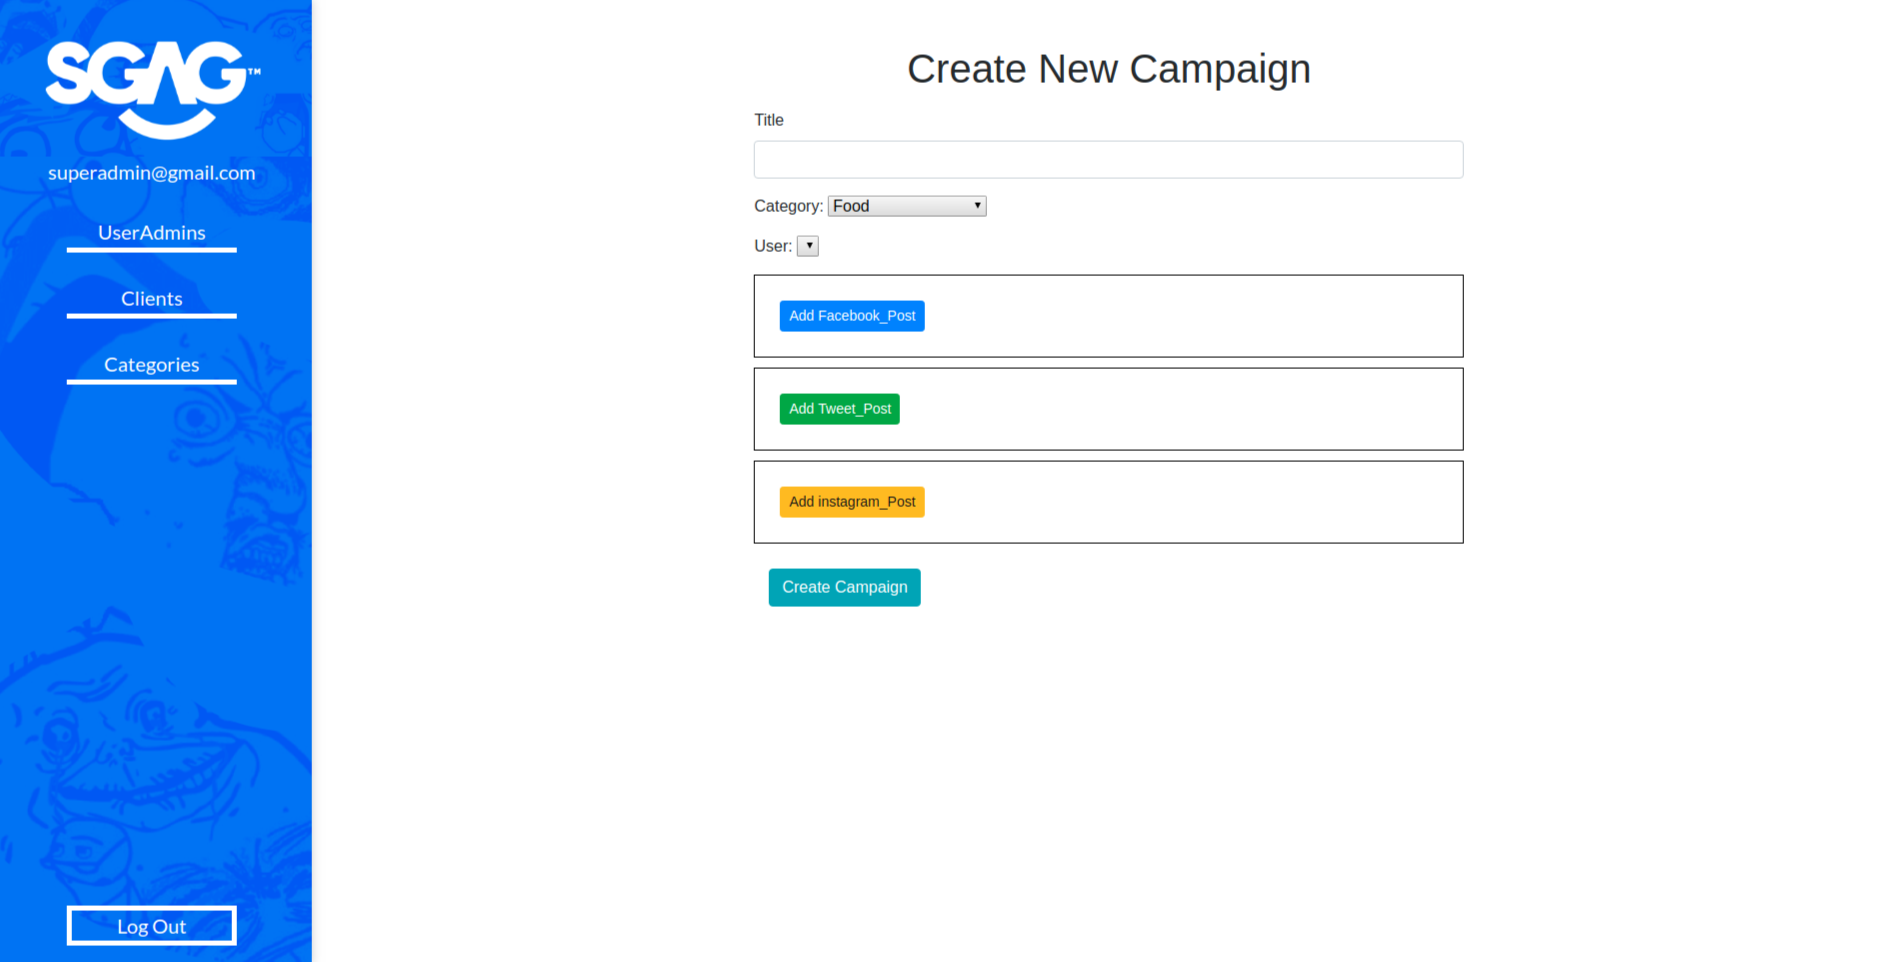 SGAG™
superadmin@gmail.com
UserAdmins
Clients
Categories
Log Out
Create New Campaign
Title
Category: Food
User:
Add Facebook_Post
Add Tweet_Post
Add instagram_Post
Create Campaign